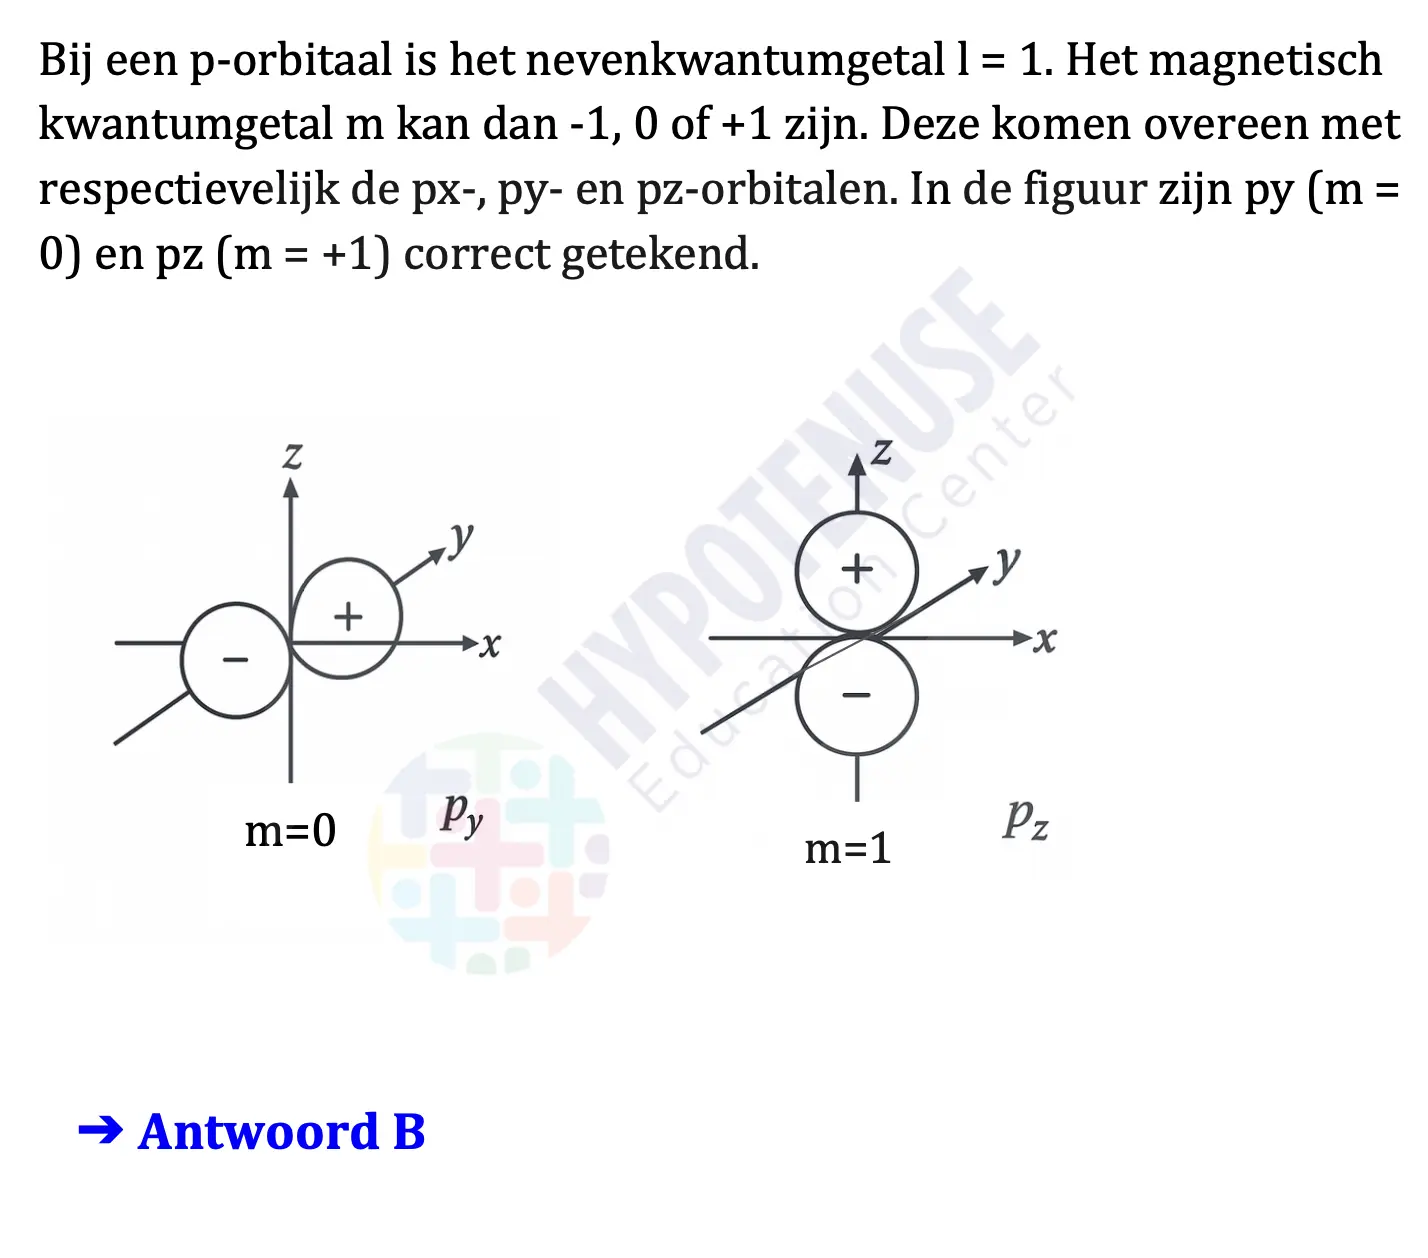 Bij een p-orbitaal is het nevenkwantumgetal l = 1. Het magnetisch
kwantumgetal m kan dan -1, 0 of +1 zijn. Deze komen overeen met
respectievelijk de px-, py- en pz-orbitalen. In de figuur zijn py (m =
0) en pz (m = +1) correct getekend.
HYPOTENUSE
Education Center
z
y
+
x
-
m=0
py
z
y
+
x
-
m=1
pz
➔ Antwoord B